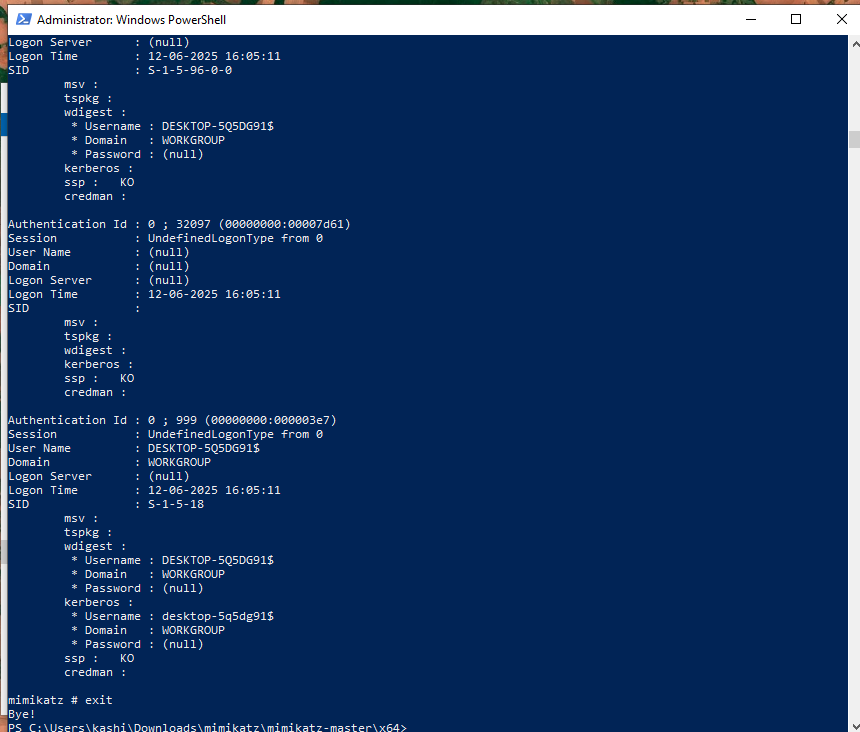 Administrator: Windows PowerShell
Logon Server      : (null)
Logon Time        : 12-06-2025 16:05:11
SID               : S-1-5-96-0-0
        msv :
        tspkg :
        wdigest :
         * Username : DESKTOP-5Q5DG91$
         * Domain   : WORKGROUP
         * Password : (null)
        kerberos :
        ssp :   KO
        credman :

Authentication Id : 0 ; 32097 (00000000:00007d61)
Session           : UndefinedLogonType from 0
User Name         : (null)
Domain            : (null)
Logon Server      : (null)
Logon Time        : 12-06-2025 16:05:11
SID               :
        msv :
        tspkg :
        wdigest :
        kerberos :
        ssp :   KO
        credman :

Authentication Id : 0 ; 999 (00000000:000003e7)
Session           : UndefinedLogonType from 0
User Name         : DESKTOP-5Q5DG91$
Domain            : WORKGROUP
Logon Server      : (null)
Logon Time        : 12-06-2025 16:05:11
SID               : S-1-5-18
        msv :
        tspkg :
        wdigest :
         * Username : DESKTOP-5Q5DG91$
         * Domain   : WORKGROUP
         * Password : (null)
        kerberos :
         * Username : desktop-5q5dg91$
         * Domain   : WORKGROUP
         * Password : (null)
        ssp :   KO
        credman :

mimikatz # exit
Bye!
PS C:\Users\kashi\Downloads\mimikatz\mimikatz-master\x64>